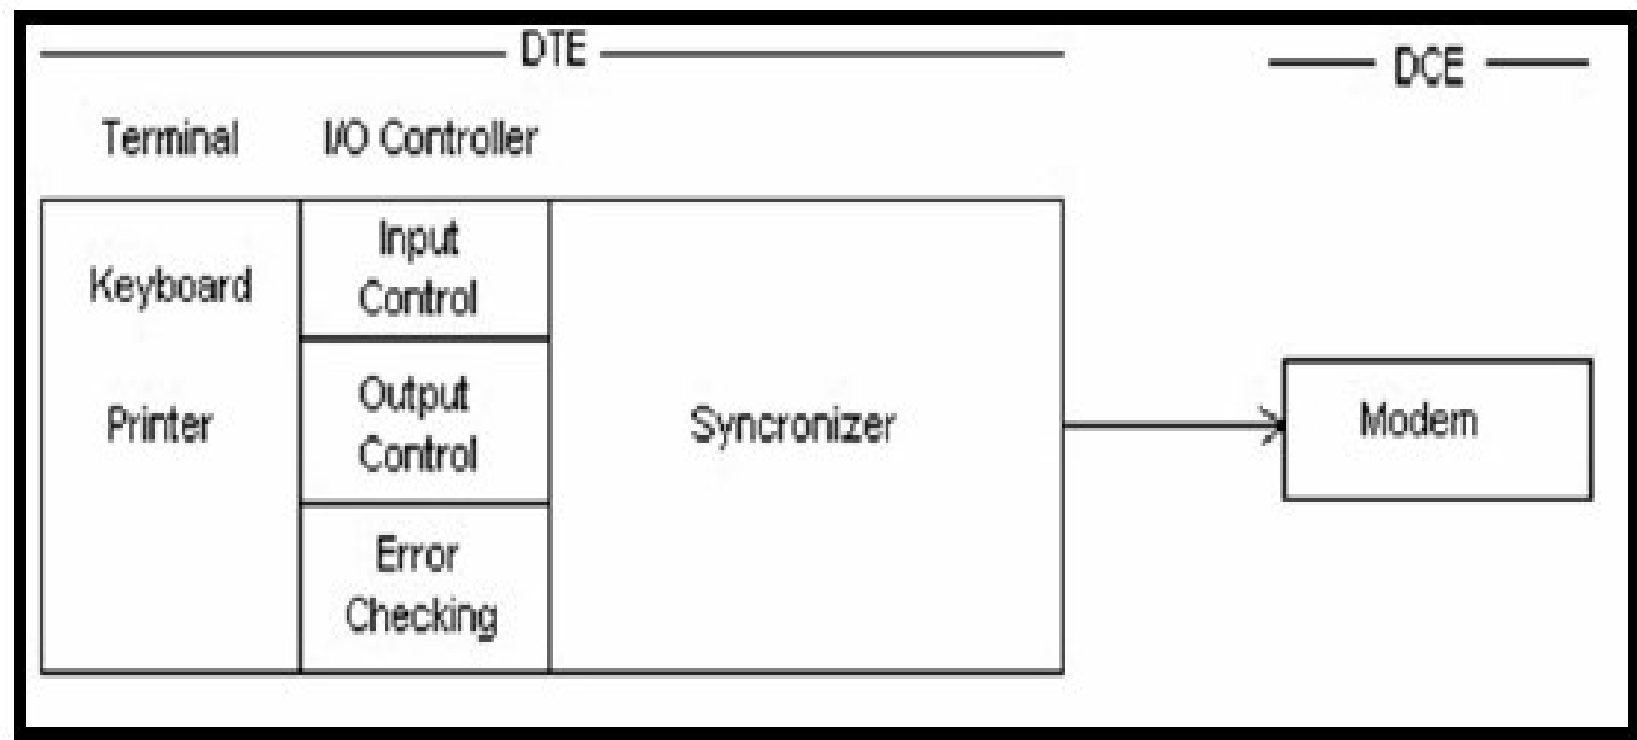 DTE
DCE
Terminal
I/O Controller
Keyboard
Printer
Input
Control
Output
Control
Error
Checking
Syncronizer
Modem